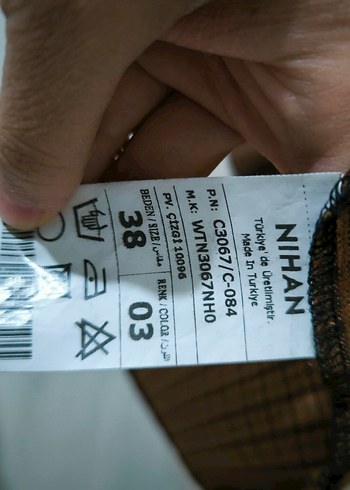 NIHAN
Türkiye'de Üretilmiştir.
Made In Turkiye
P.N: C3067/C-084
M.K: WTN3067NH0
PV. ÇİZGİ 10096
BEDEN / SIZE /
RENK / COLOR /
38
03